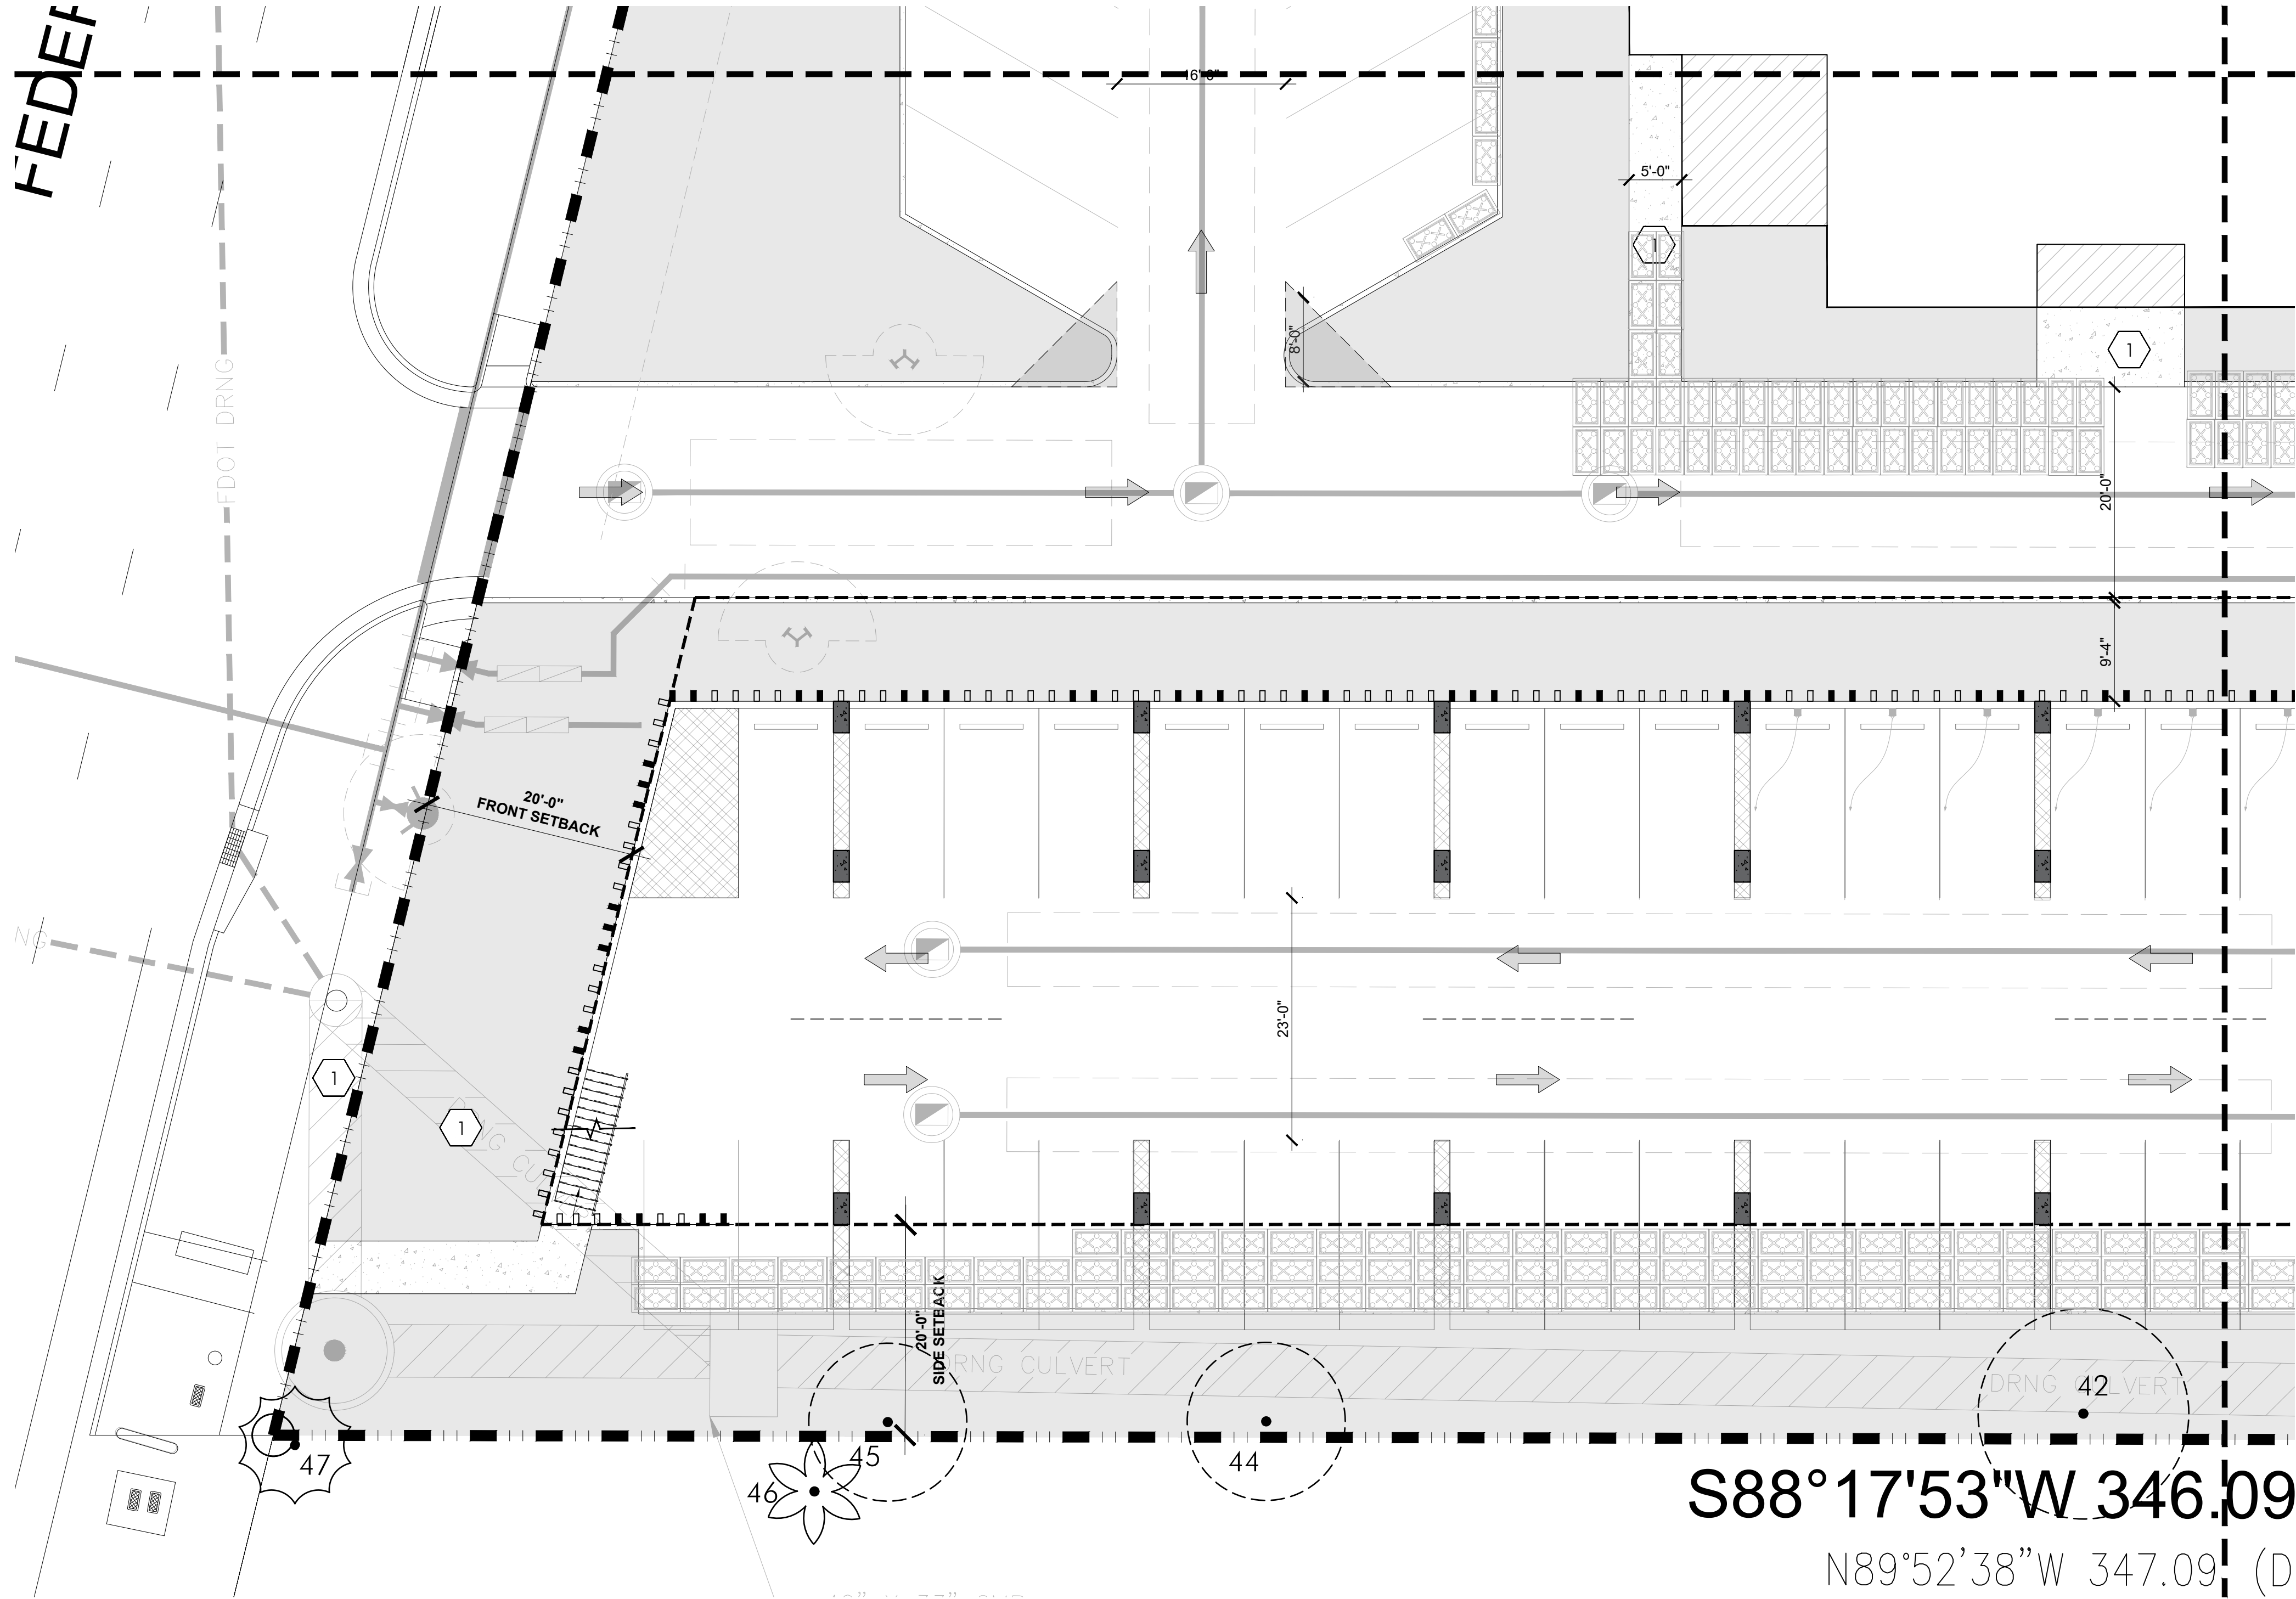 FEDER
16'-0"
5'-0"
1
8'-0"
1
FDOT DRNG
20'-0"
9'-4"
20'-0"
FRONT SETBACK
NG
23'-0"
1
1
DRNG CU
20'-0"
SIDE SETBACK
DRNG CULVERT
DRNG CULVERT
42
45
44
47
46
S88°17'53"W 346.09
N89°52'38"W 347.09 (D